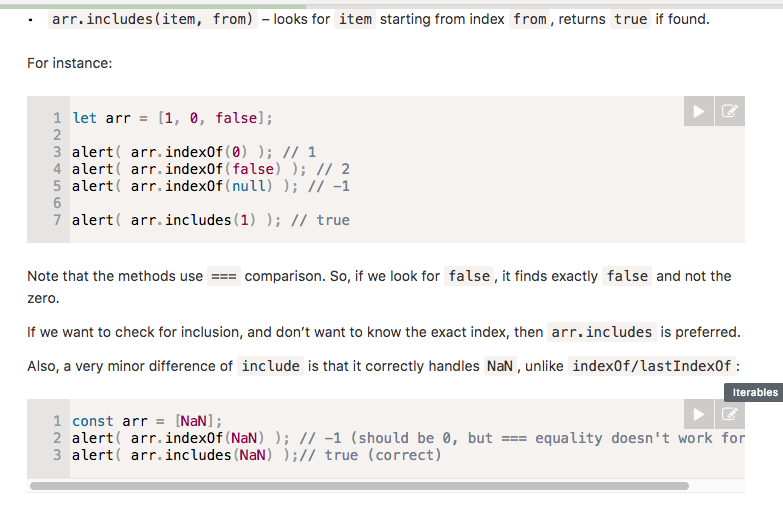 • arr.includes(item, from) – looks for item starting from index from, returns true if found.
For instance:
1 let arr = [1, 0, false];
2
3 alert( arr.indexOf(0) ); // 1
4 alert( arr.indexOf(false) ); // 2
5 alert( arr.indexOf(null) ); // -1
6
7 alert( arr.includes(1) ); // true
Note that the methods use === comparison. So, if we look for false, it finds exactly false and not the
zero.
If we want to check for inclusion, and don’t want to know the exact index, then arr.includes is preferred.
Also, a very minor difference of include is that it correctly handles NaN, unlike indexOf/lastIndexOf:
Iterables
1 const arr = [NaN];
2 alert( arr.indexOf(NaN) ); // -1 (should be 0, but === equality doesn't work for
3 alert( arr.includes(NaN) );// true (correct)